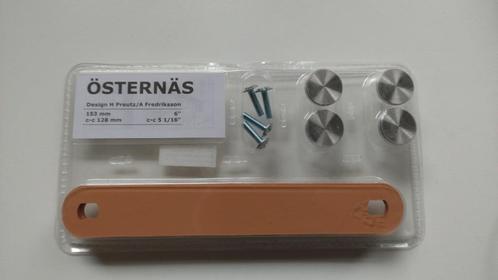 ÖSTERNÄS
Design H Preutz/A Fredriksson
153 mm 6"
c-c 128 mm c-c 5 1/16"